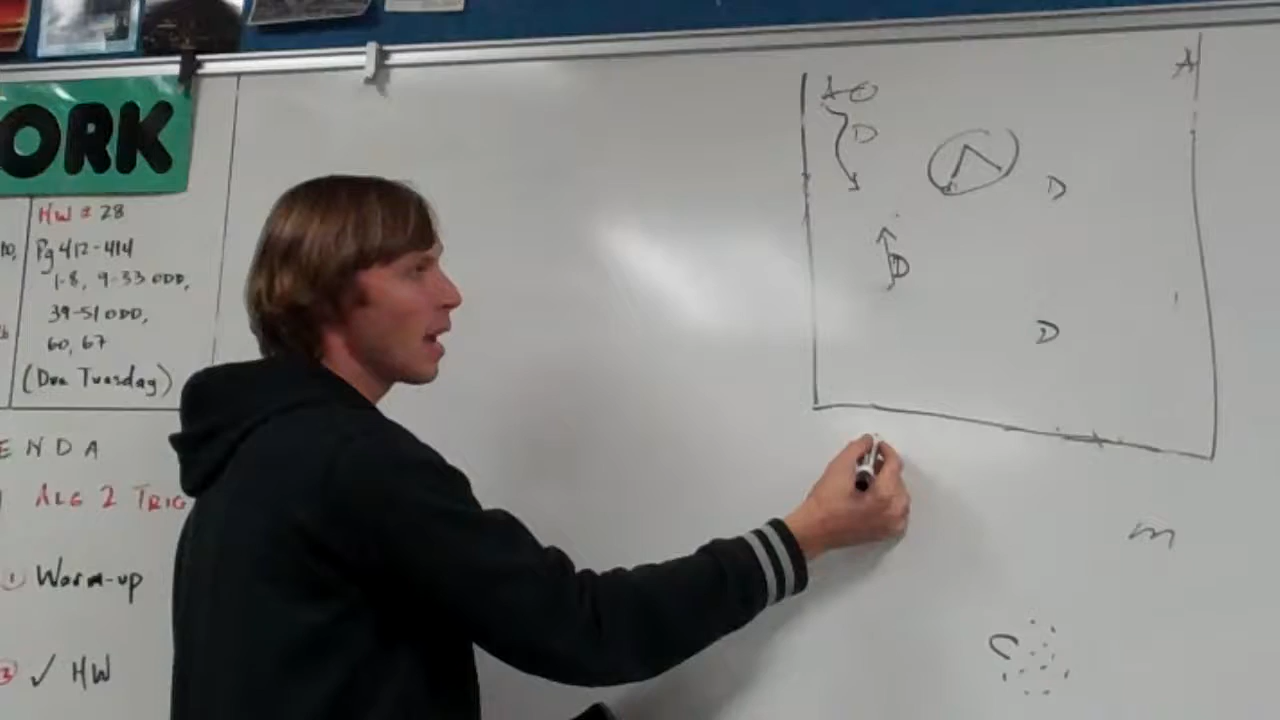 ORK
HW # 28
Pg 412-414
1-8, 9-33 ODD,
39-51 ODD,
60, 67
(Due Tuesday)
ENDA
ALG 2 TRIG
1 Warm-up
✓ HW
A
A O
D
D
D
D
m
C